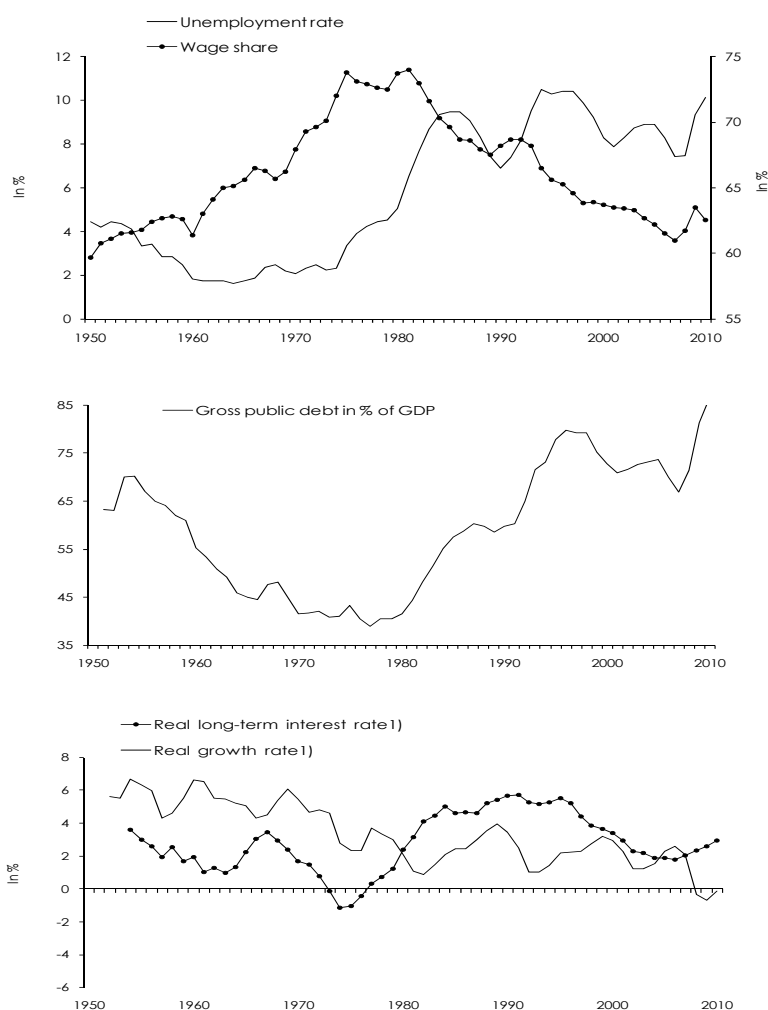 Unemployment rate
Wage share
12
10
8
6
4
2
0
In %
75
70
65
60
55
In %
1950 1960 1970 1980 1990 2000 2010
Gross public debt in % of GDP
85
75
65
55
45
35
1950 1960 1970 1980 1990 2000 2010
Real long-term interest rate1)
Real growth rate1)
8
6
4
2
0
-2
-4
-6
In %
1950 1960 1970 1980 1990 2000 2010